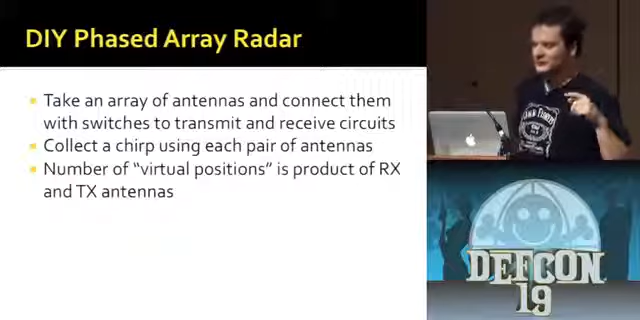 DIY Phased Array Radar
Take an array of antennas and connect them
with switches to transmit and receive circuits
Collect a chirp using each pair of antennas
Number of “virtual positions” is product of RX
and TX antennas
DEFCON
19